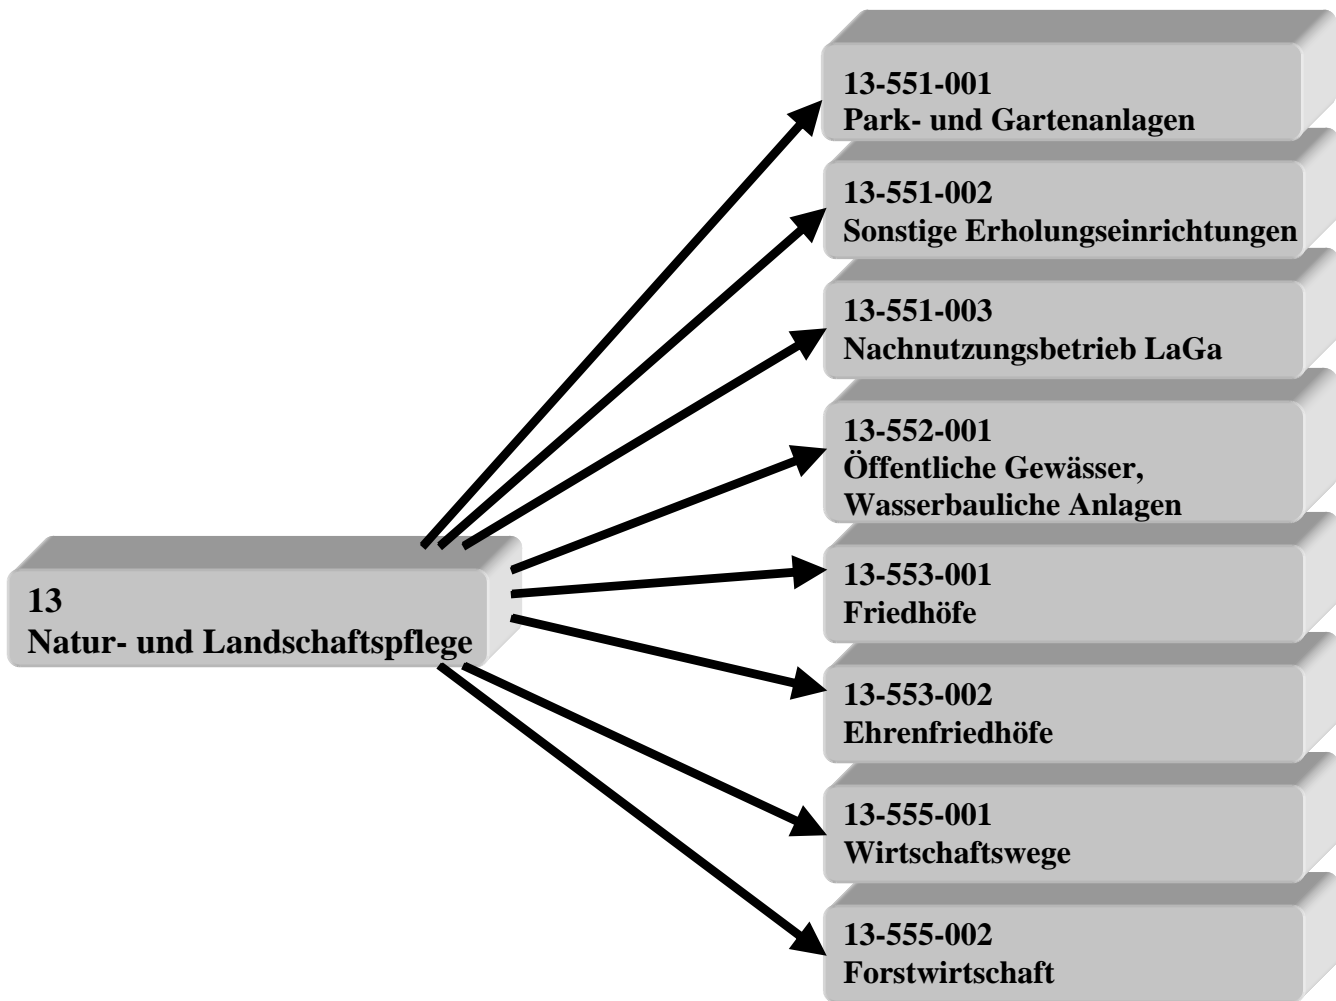 13-551-001
Park- und Gartenanlagen
13-551-002
Sonstige Erholungseinrichtungen
13-551-003
Nachnutzungsbetrieb LaGa
13-552-001
Öffentliche Gewässer,
Wasserbauliche Anlagen
13
Natur- und Landschaftspflege
13-553-001
Friedhöfe
13-553-002
Ehrenfriedhöfe
13-555-001
Wirtschaftswege
13-555-002
Forstwirtschaft